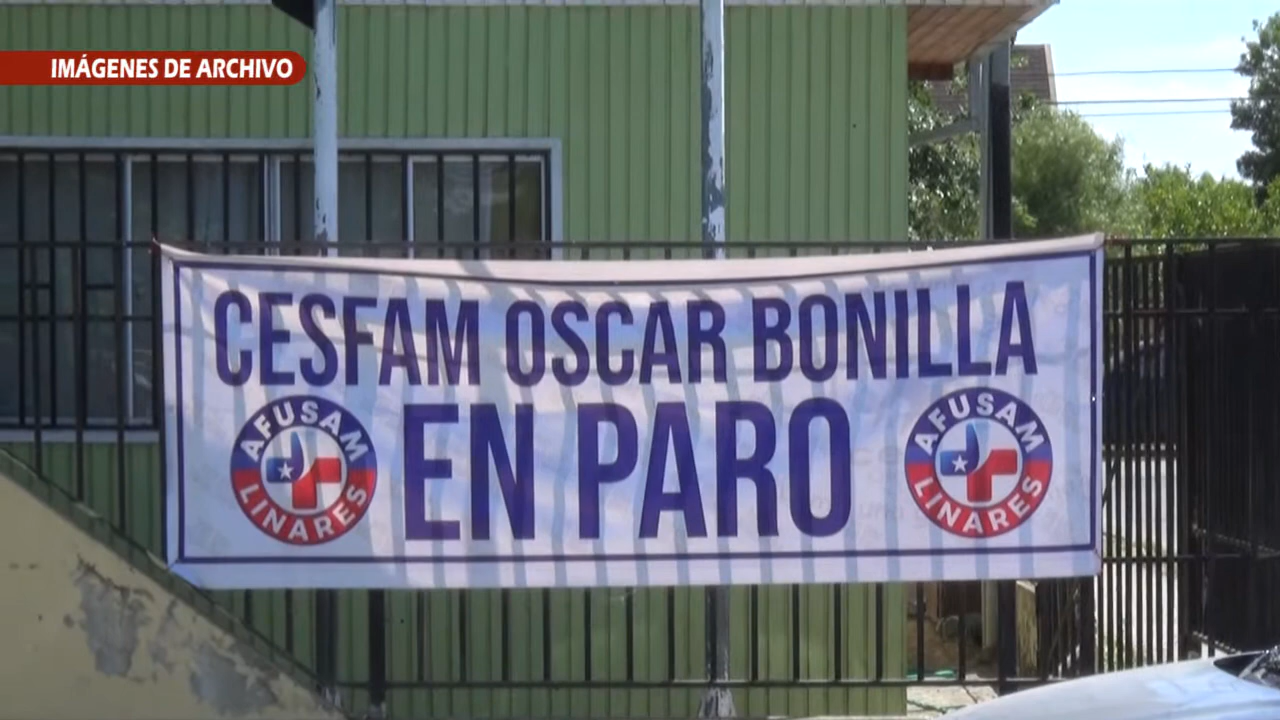 IMÁGENES DE ARCHIVO
CESFAM OSCAR BONILLA
EN PARO
AFUSAM
LINARES
AFUSAM
LINARES